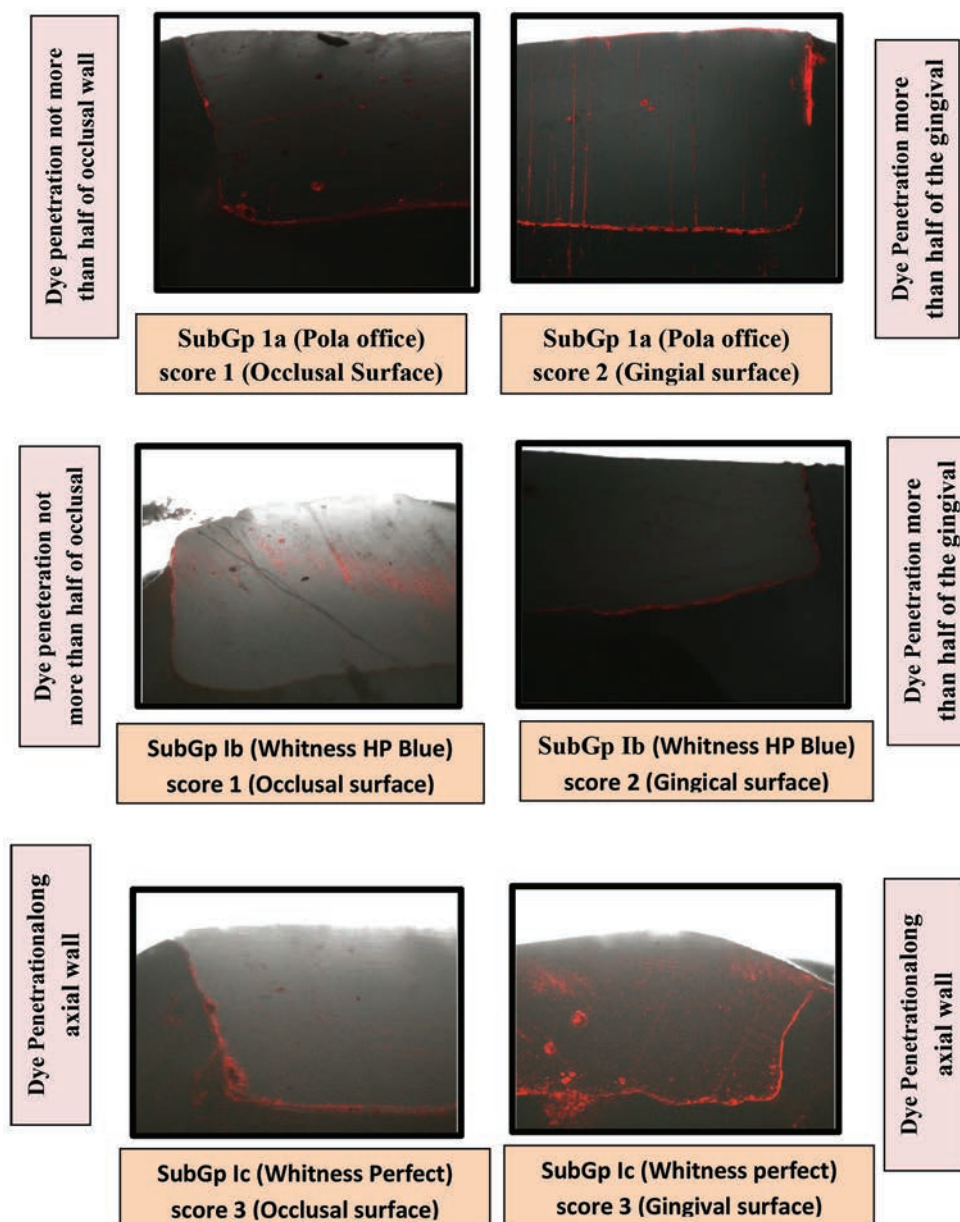 Dye penetration not more
than half of occlusal wall
Dye Penetration more
than half of the gingival
SubGp 1a (Pola office)
score 1 (Occlusal Surface)
SubGp 1a (Pola office)
score 2 (Gingial surface)
Dye peneteration not
more than half of occlusal
Dye Penetration more
than half of the gingival
SubGp Ib (Whitness HP Blue)
score 1 (Occlusal surface)
SubGp Ib (Whitness HP Blue)
score 2 (Gingical surface)
Dye Penetrationalong
axial wall
Dye Penetrationalong
axial wall
SubGp Ic (Whitness Perfect)
score 3 (Occlusal surface)
SubGp Ic (Whitness perfect)
score 3 (Gingival surface)